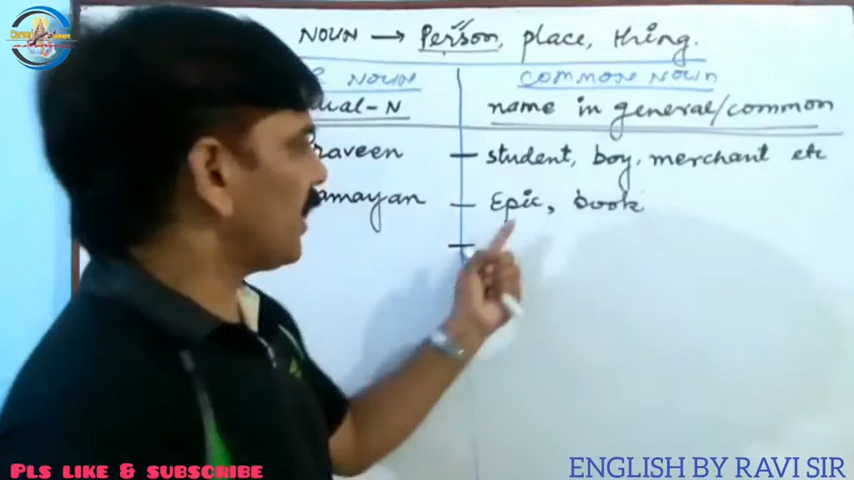 NOUN → Person, place, thing.
NOUN
COMMON NOUN
-N
name in general/common
raveen
— student, boy, merchant etc
amayan
— Epic, book
—
PLS LIKE & SUBSCRIBE
ENGLISH BY RAVI SIR